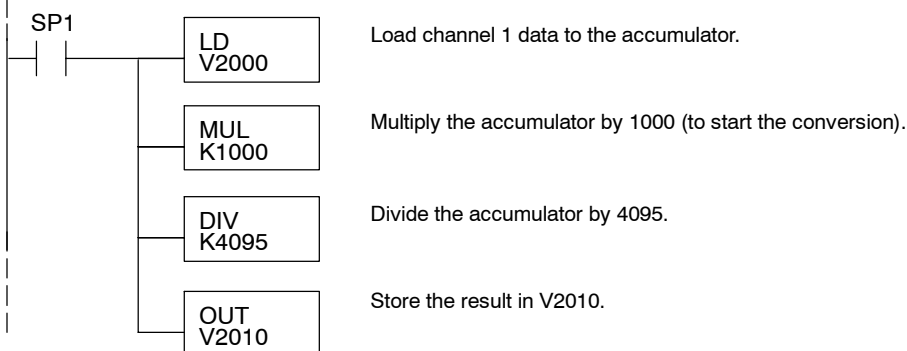 SP1
LD
V2000
Load channel 1 data to the accumulator.
MUL
K1000
Multiply the accumulator by 1000 (to start the conversion).
DIV
K4095
Divide the accumulator by 4095.
OUT
V2010
Store the result in V2010.